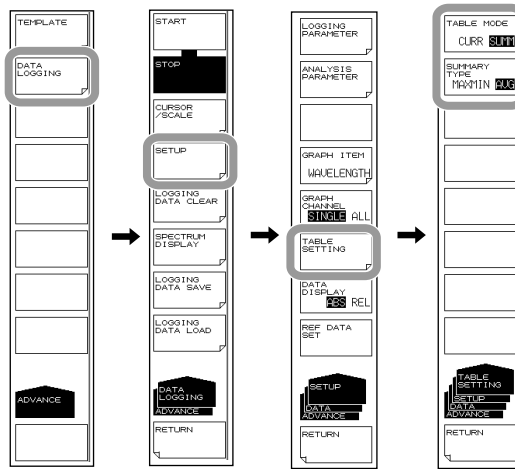 TEMPLATE
DATA
LOGGING
ADVANCE
START
STOP
CURSOR
/SCALE
SETUP
LOGGING
DATA CLEAR
SPECTRUM
DISPLAY
LOGGING
DATA SAVE
LOGGING
DATA LOAD
DATA
LOGGING
ADVANCE
RETURN
LOGGING
PARAMETER
ANALYSIS
PARAMETER
GRAPH ITEM
WAVELENGTH
GRAPH
CHANNEL
SINGLE ALL
TABLE
SETTING
DATA
DISPLAY
ABS REL
REF DATA
SET
SETUP
DATA
ADVANCE
RETURN
TABLE MODE
CURR SUMM
SUMMARY
TYPE
MAXMIN AVG
TABLE
SETTING
SETUP
DATA
ADVANCE
RETURN